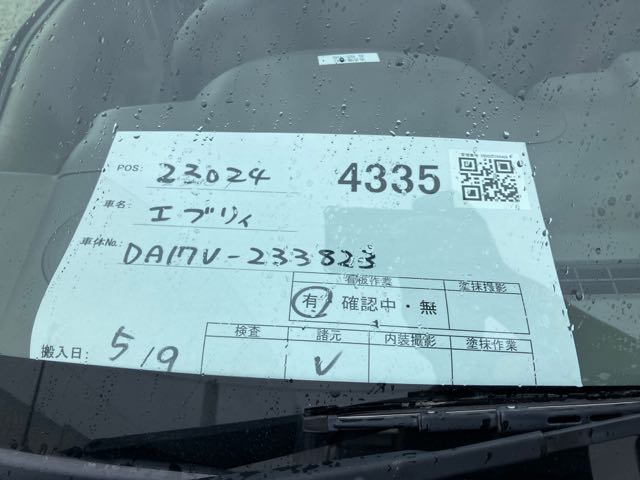 POS: 23024 4335
車名 エブリィ
車体No. DA17V-233823
看板作業 塗抹撮影
有 確認中・無
検査 諸元 内装撮影 塗抹作業
搬入日: 5/9 V